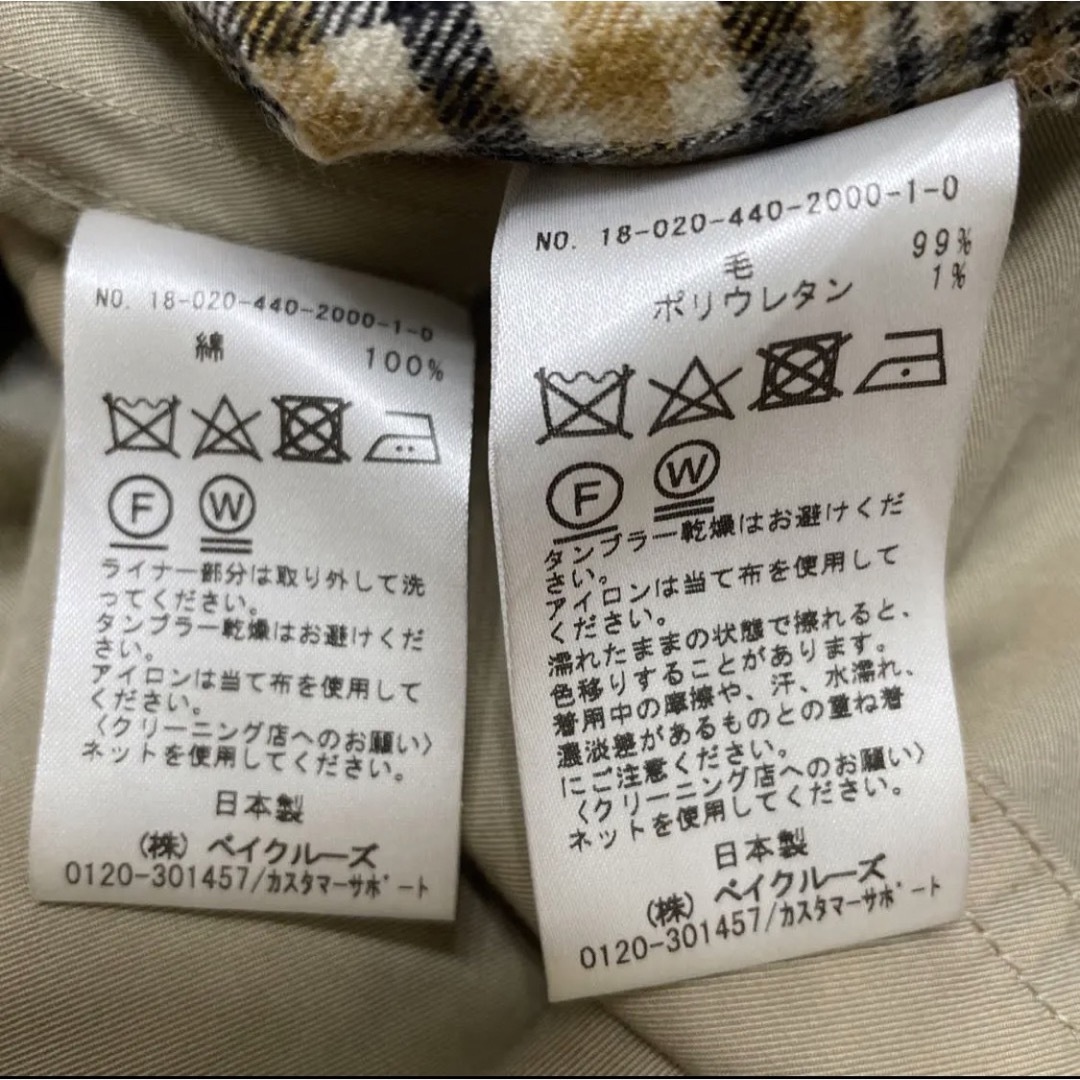 NO. 18-020-440-2000-1-0
綿 100%
F W
ライナー部分は取り外して洗
ってください。
タンブラー乾燥はお避けくだ
さい。
アイロンは当て布を使用して
ください。
〈クリーニング店へのお願い〉
ネットを使用してください。
日本製
(株) ベイクルーズ
0120-301457/カスタマーサポート
NO. 18-020-440-2000-1-0
毛 99%
ポリウレタン 1%
F W
タンブラー乾燥はお避けくだ
さい。
アイロンは当て布を使用して
ください。
濡れたままの状態で擦れると、
色移りすることがあります。
着用中の摩擦や、汗、水濡れ、
濃淡差があるものとの重ね着
にご注意ください。
〈クリーニング店へのお願い〉
ネットを使用してください。
日本製
(株) ベイクルーズ
0120-301457/カスタマーサポート